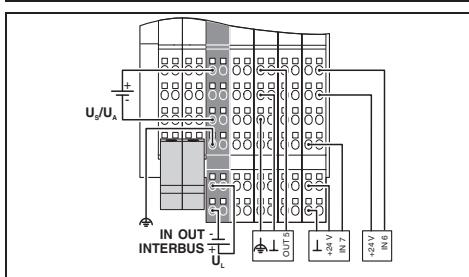 +
-
US/UA
IN OUT -
INTERBUS +
UL
OUT 5
+24 V
IN 7
+24 V
IN 6